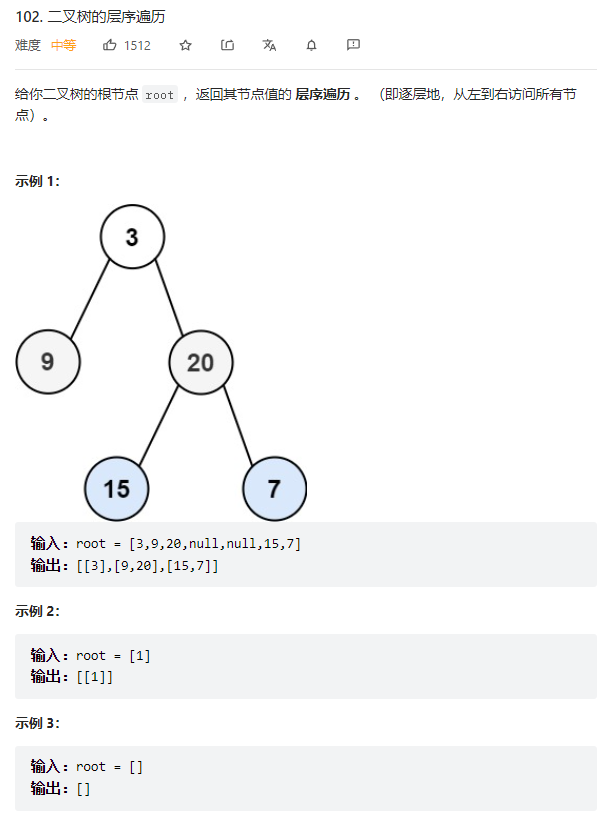 102. 二叉树的层序遍历
难度 中等 1512
给你二叉树的根节点 root ，返回其节点值的 层序遍历 。 （即逐层地，从左到右访问所有节
点）。
示例 1：
3
9 20
15 7
输入：root = [3,9,20,null,null,15,7]
输出：[[3],[9,20],[15,7]]
示例 2：
输入：root = [1]
输出：[[1]]
示例 3：
输入：root = []
输出：[]